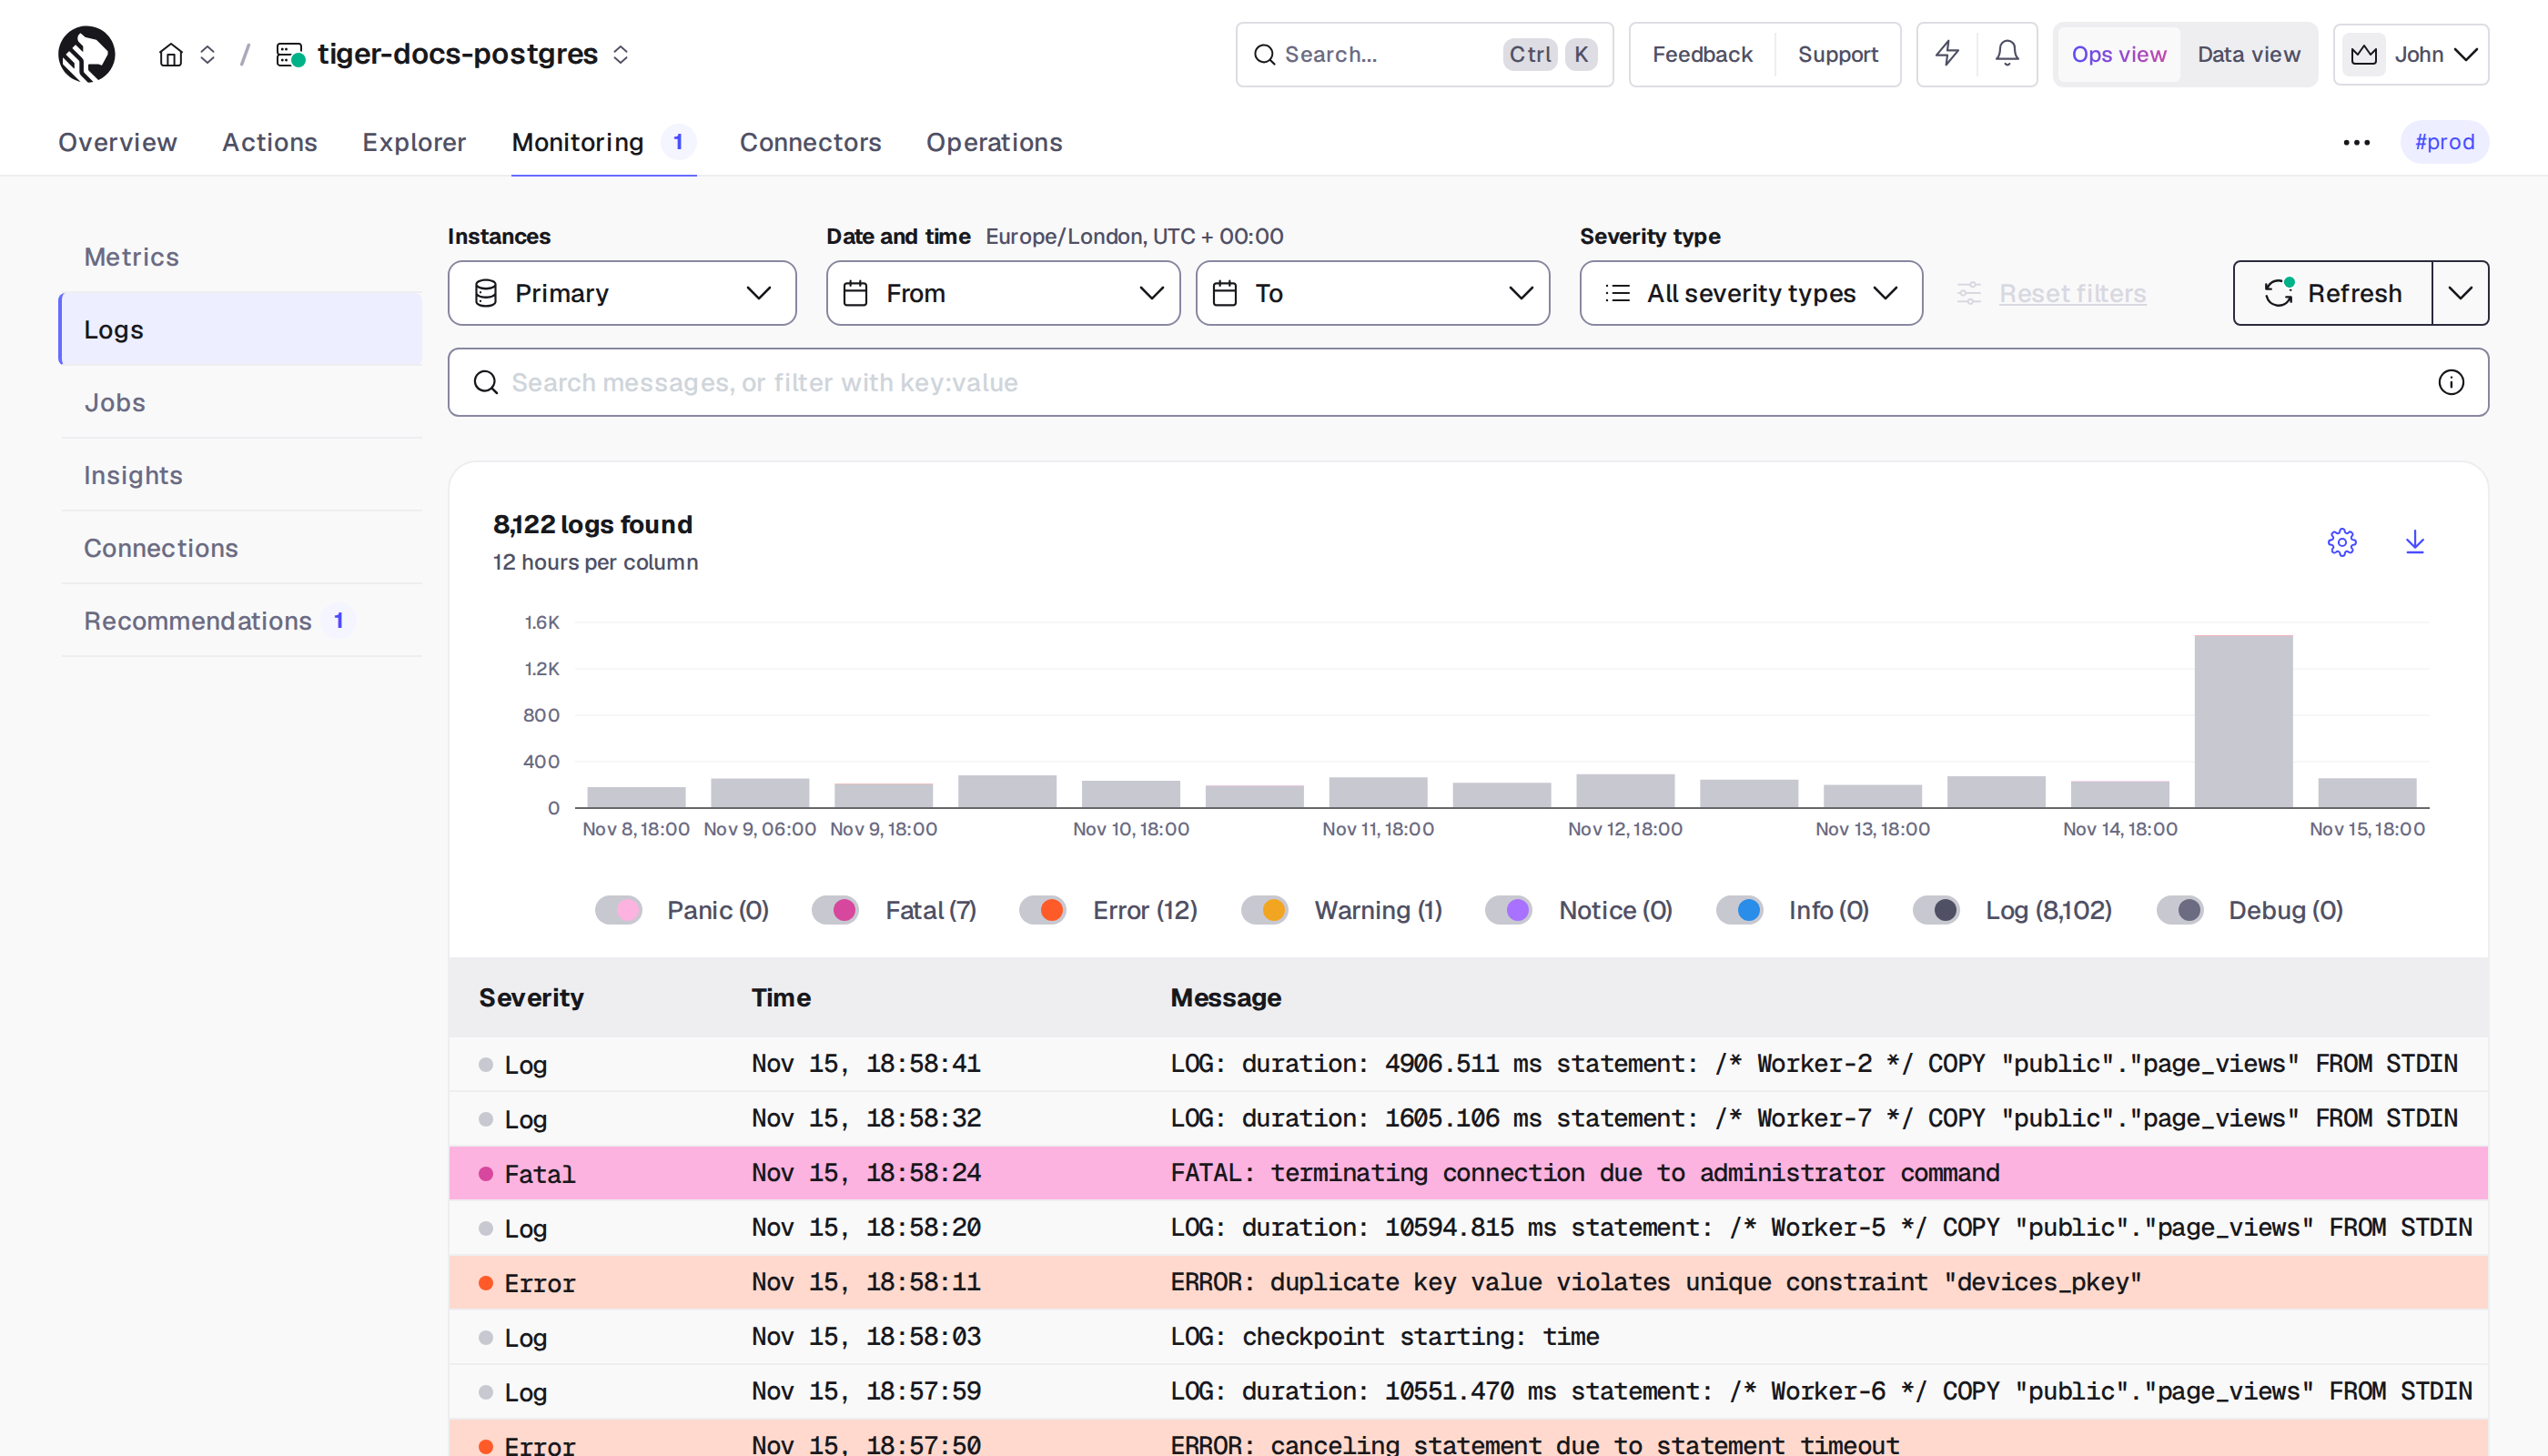 tiger-docs-postgres
Search... Ctrl K Feedback Support Ops view Data view John
Overview Actions Explorer Monitoring 1 Connectors Operations #prod
Metrics
Logs
Jobs
Insights
Connections
Recommendations 1
Instances Date and time Europe/London, UTC + 00:00 Severity type
Primary From To All severity types Reset filters Refresh
Search messages, or filter with key:value
8,122 logs found
12 hours per column
1.6K
1.2K
800
400
0
Nov 8, 18:00 Nov 9, 06:00 Nov 9, 18:00 Nov 10, 18:00 Nov 11, 18:00 Nov 12, 18:00 Nov 13, 18:00 Nov 14, 18:00 Nov 15, 18:00
Panic (0) Fatal (7) Error (12) Warning (1) Notice (0) Info (0) Log (8,102) Debug (0)
Severity Time Message
Log Nov 15, 18:58:41 LOG: duration: 4906.511 ms statement: /* Worker-2 */ COPY "public"."page_views" FROM STDIN
Log Nov 15, 18:58:32 LOG: duration: 1605.106 ms statement: /* Worker-7 */ COPY "public"."page_views" FROM STDIN
Fatal Nov 15, 18:58:24 FATAL: terminating connection due to administrator command
Log Nov 15, 18:58:20 LOG: duration: 10594.815 ms statement: /* Worker-5 */ COPY "public"."page_views" FROM STDIN
Error Nov 15, 18:58:11 ERROR: duplicate key value violates unique constraint "devices_pkey"
Log Nov 15, 18:58:03 LOG: checkpoint starting: time
Log Nov 15, 18:57:59 LOG: duration: 10551.470 ms statement: /* Worker-6 */ COPY "public"."page_views" FROM STDIN
Error Nov 15, 18:57:50 ERROR: canceling statement due to statement timeout